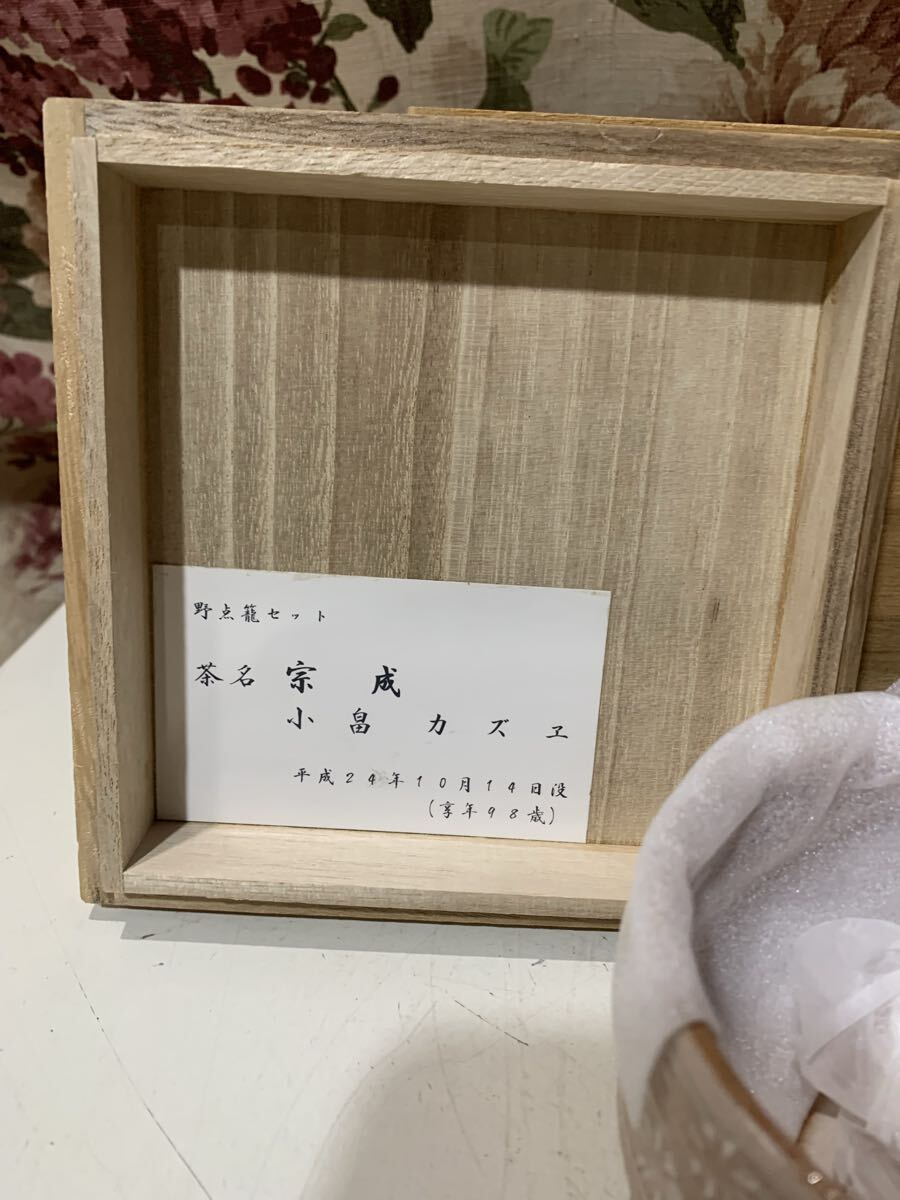 野点籠セット
茶名 宗 成
小 畠 カ ズ ヱ
平成24年10月14日没
(享年98歳)